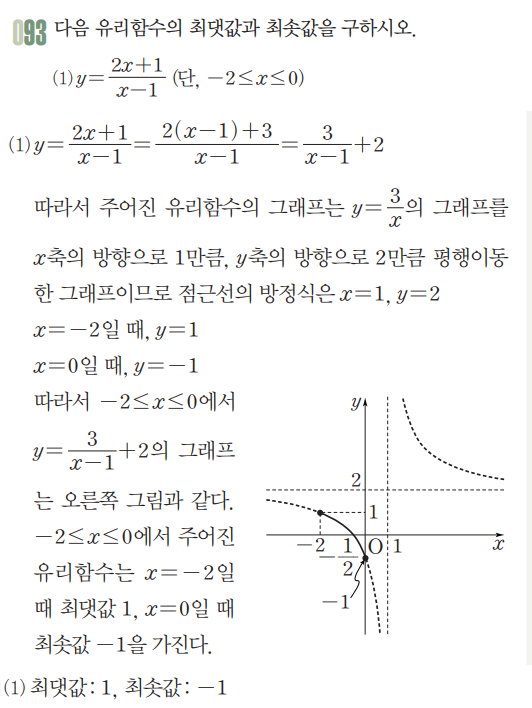 093 다음 유리함수의 최댓값과 최솟값을 구하시오.
(1) y=\frac{2x+1}{x-1} (단, -2≤x≤0)
(1) y=\frac{2x+1}{x-1}=\frac{2(x-1)+3}{x-1}=\frac{3}{x-1}+2
따라서 주어진 유리함수의 그래프는 y=\frac{3}{x}의 그래프를
x축의 방향으로 1만큼, y축의 방향으로 2만큼 평행이동
한 그래프이므로 점근선의 방정식은 x=1, y=2
x=-2일 때, y=1
x=0일 때, y=-1
따라서 -2≤x≤0에서
y=\frac{3}{x-1}+2의 그래프
는 오른쪽 그림과 같다.
-2≤x≤0에서 주어진
유리함수는 x=-2일
때 최댓값 1, x=0일 때
최솟값 -1을 가진다.
y
2
1
-2 -\frac{1}{2} O 1 x
-1
(1) 최댓값: 1, 최솟값: -1